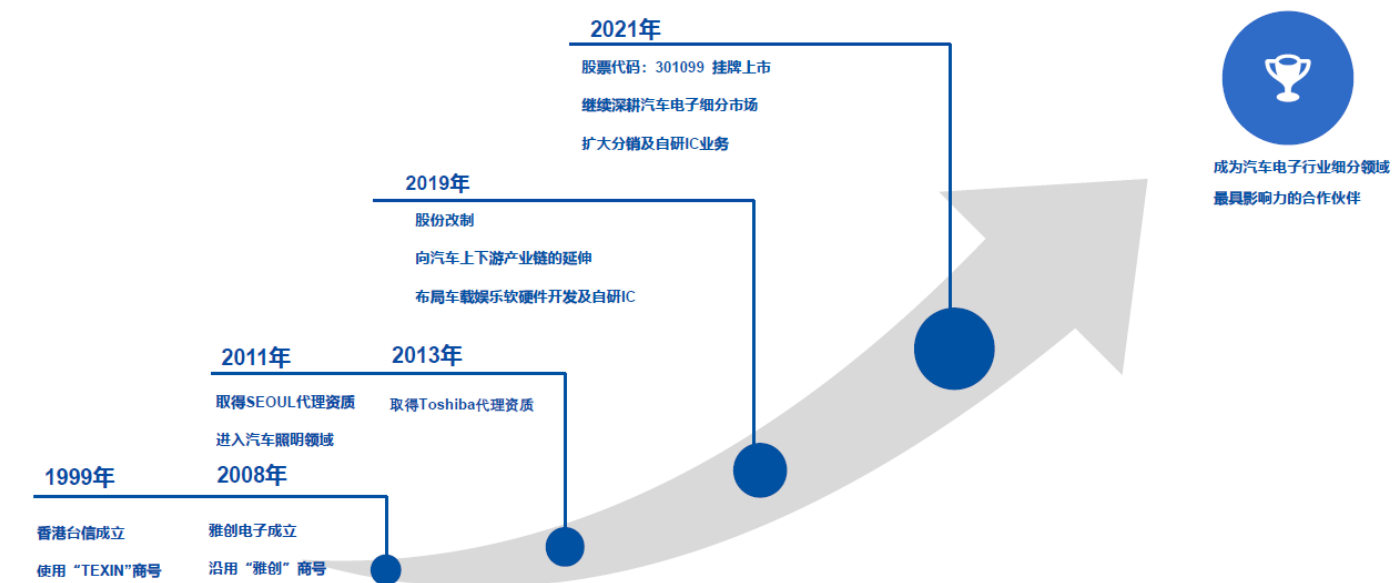 2021年
股票代码：301099 挂牌上市
继续深耕汽车电子细分市场
扩大分销及自研IC业务
成为汽车电子行业细分领域
最具影响力的合作伙伴
2019年
股份改制
向汽车上下游产业链的延伸
布局车载娱乐软硬件开发及自研IC
2011年
取得SEOUL代理资质
进入汽车照明领域
2013年
取得Toshiba代理资质
1999年
香港台信成立
使用“TEXIN”商号
2008年
雅创电子成立
沿用“雅创”商号